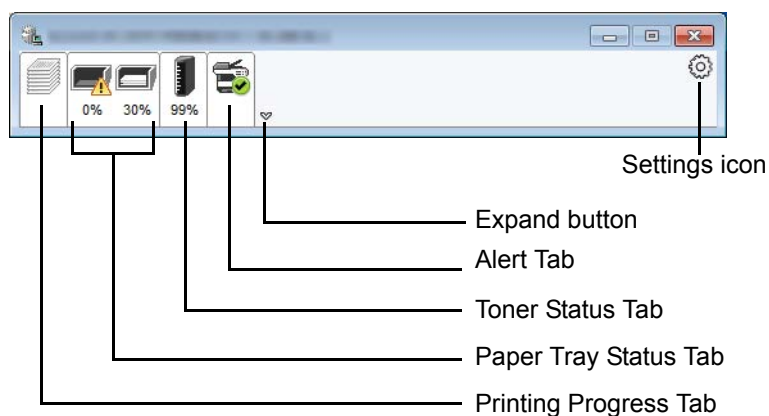 0% 30% 99%
Settings icon
Expand button
Alert Tab
Toner Status Tab
Paper Tray Status Tab
Printing Progress Tab